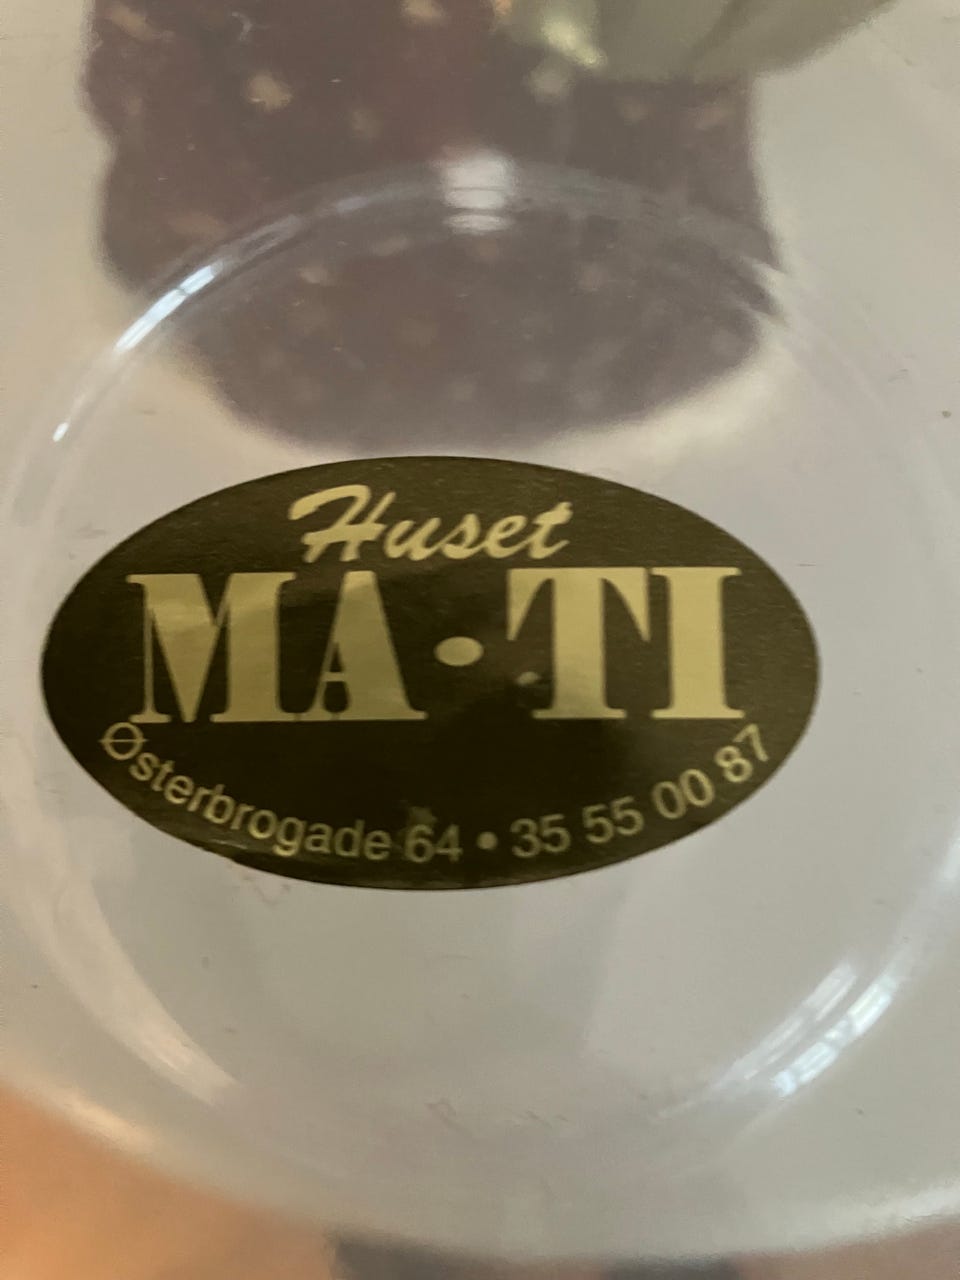 Huset
MA•TI
Østerbrogade 64 • 35 55 00 87